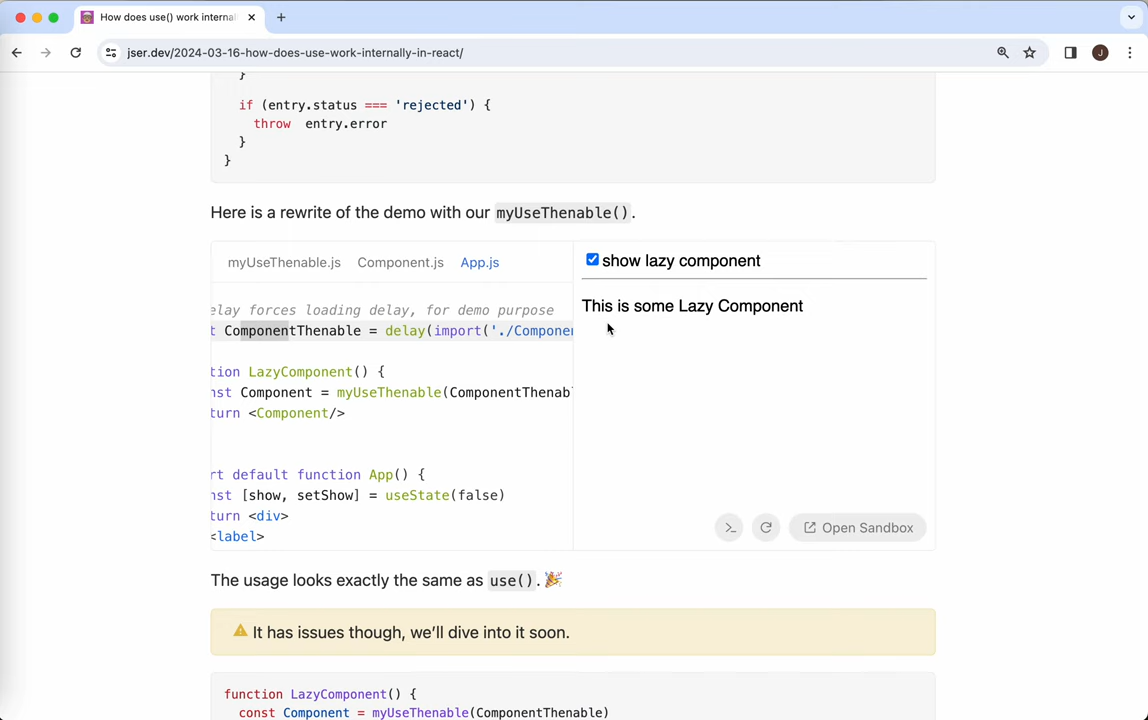 How does use() work interna
jser.dev/2024-03-16-how-does-use-work-internally-in-react/
J
}
if (entry.status === 'rejected') {
throw entry.error
}
}
Here is a rewrite of the demo with our myUseThenable().
myUseThenable.js Component.js App.js
elay forces loading delay, for demo purpose
t ComponentThenable = delay(import('./Componen
tion LazyComponent() {
nst Component = myUseThenable(ComponentThenabl
turn <Component/>
rt default function App() {
nst [show, setShow] = useState(false)
turn <div>
<label>
show lazy component
This is some Lazy Component
>_
Open Sandbox
The usage looks exactly the same as use(). 🎉
⚠ It has issues though, we’ll dive into it soon.
function LazyComponent() {
const Component = myUseThenable(ComponentThenable)